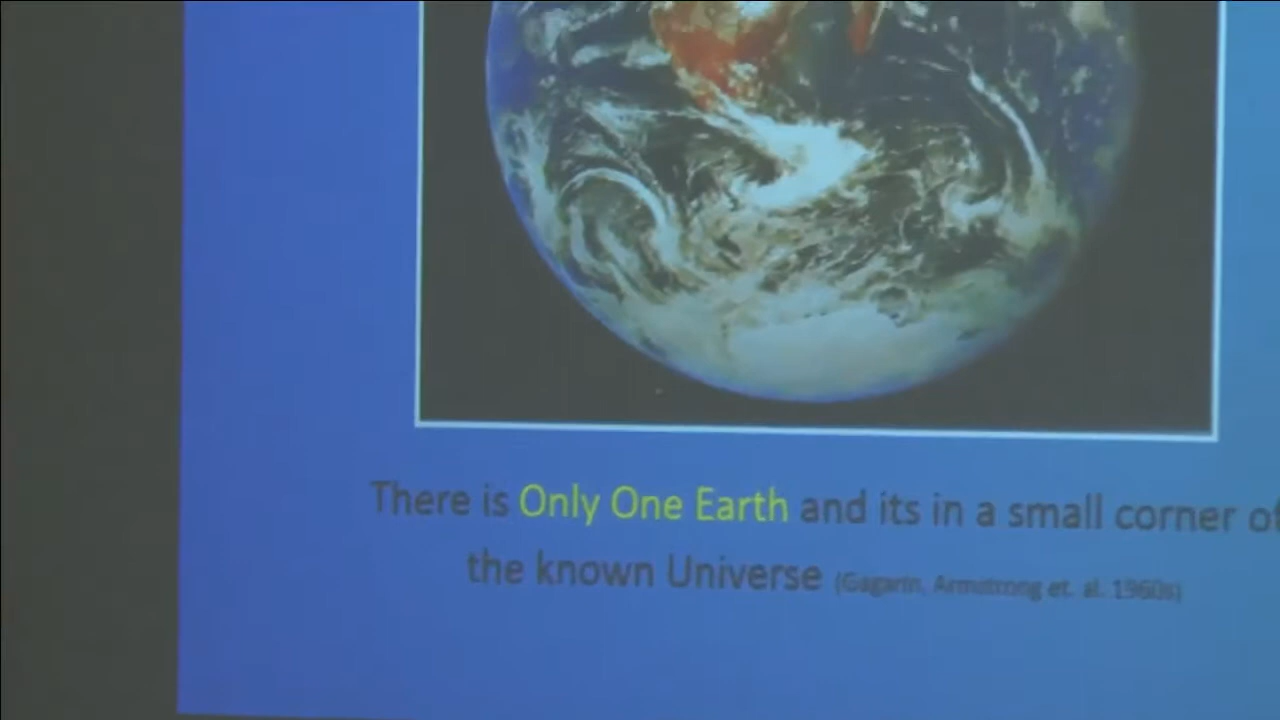 There is Only One Earth and its in a small corner of
the known Universe (Gagarin, Armstrong et. al. 1960s)